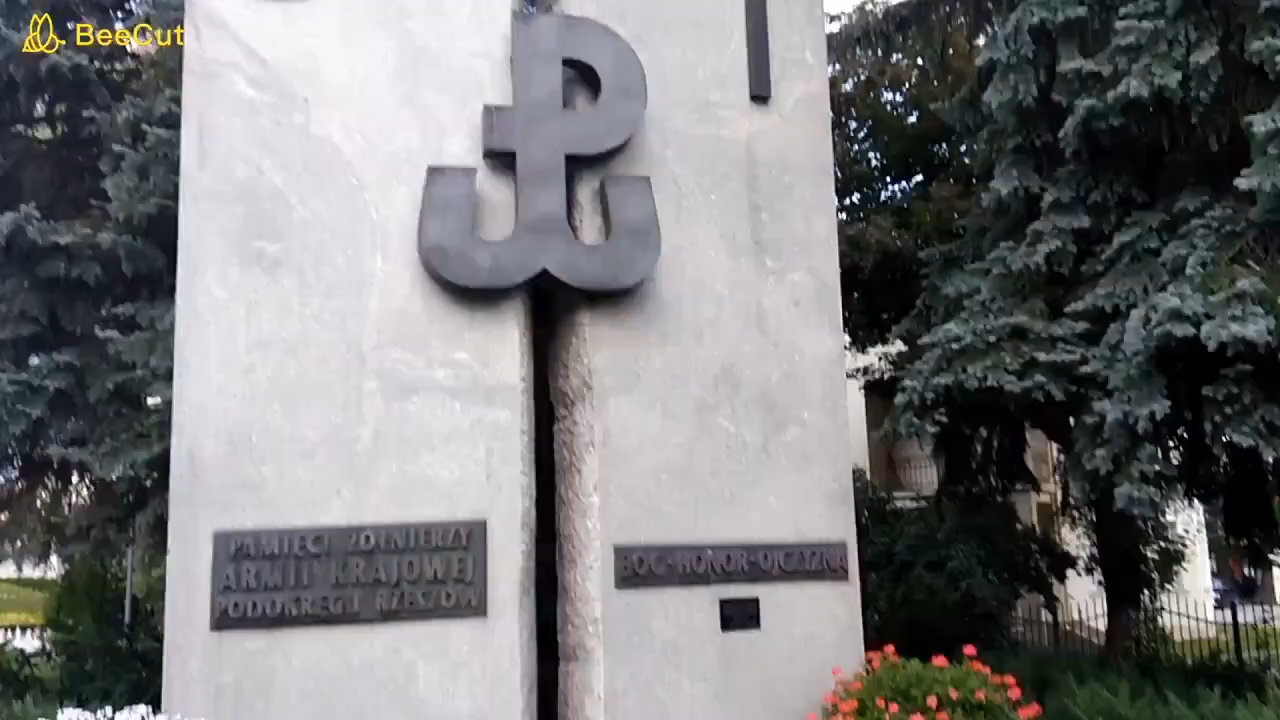 BeeCut
PAMIĘCI ŻOŁNIERZY
ARMII KRAJOWEJ
PODOKRĘGU RZESZÓW
BÓG·HONOR·OJCZYZNA